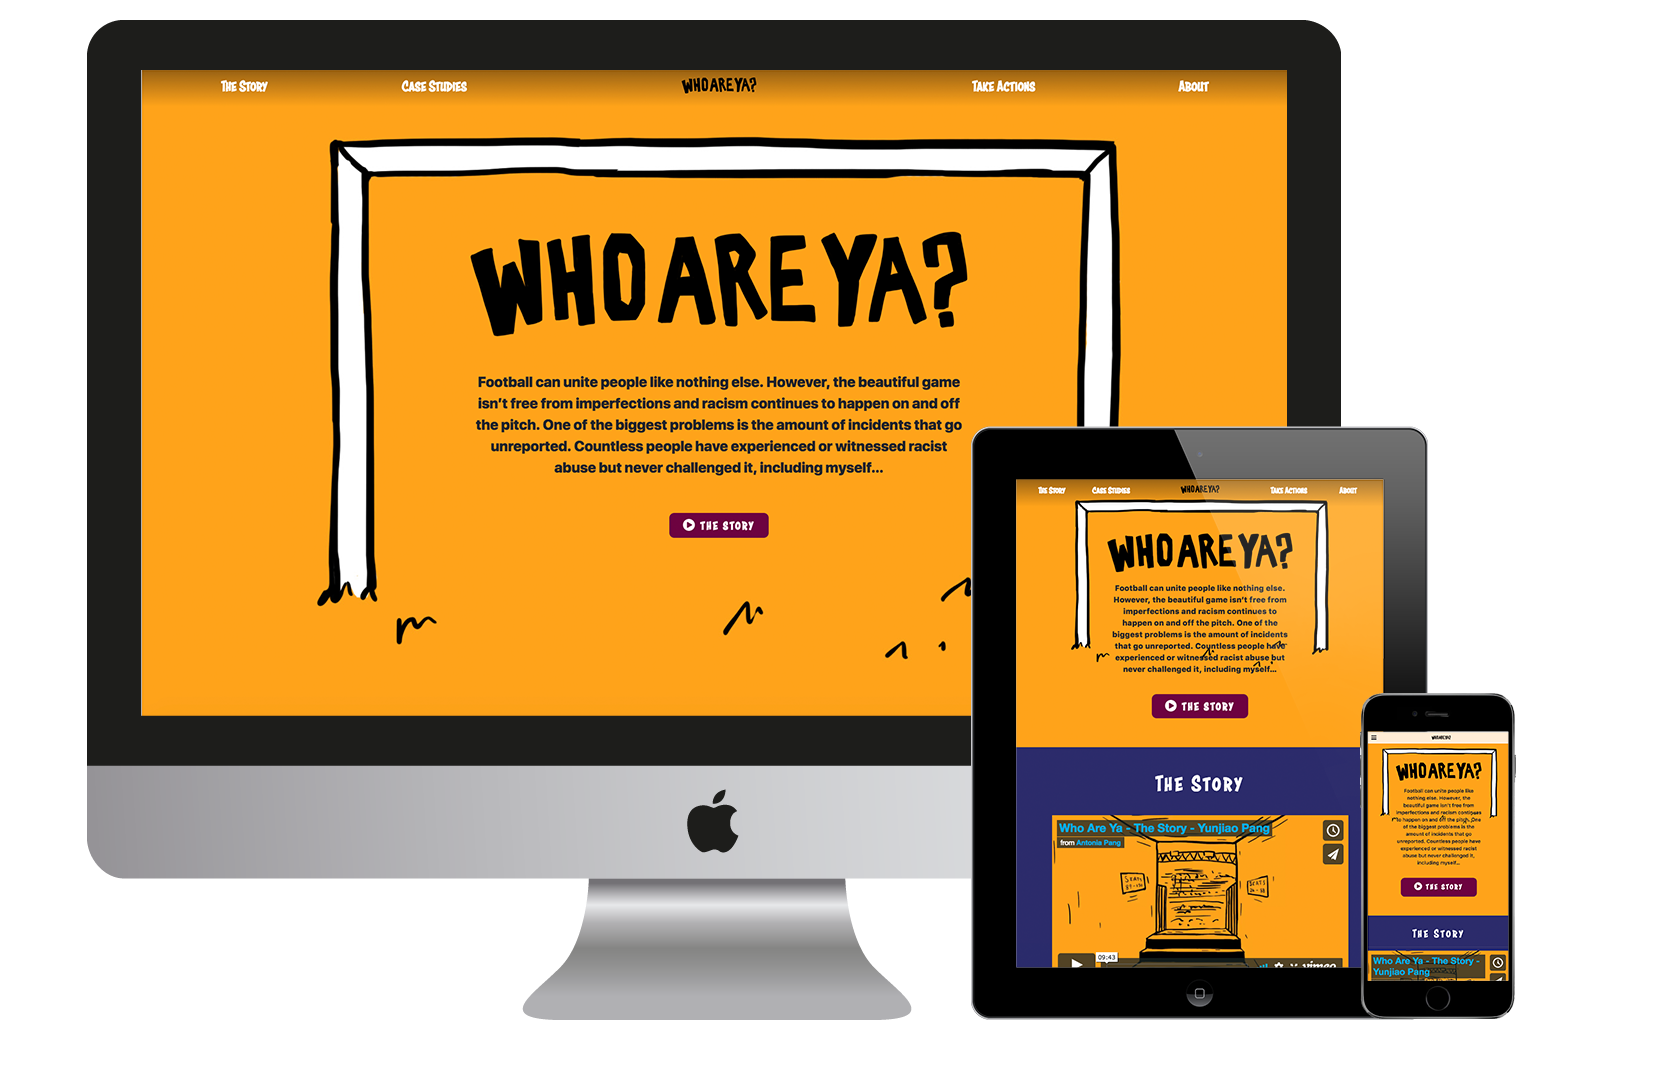 The Story
Case Studies
WHO ARE YA?
Take Actions
About
WHO ARE YA?
Football can unite people like nothing else. However, the beautiful game
isn't free from imperfections and racism continues to happen on and off
the pitch. One of the biggest problems is the amount of incidents that go
unreported. Countless people have experienced or witnessed racist
abuse but never challenged it, including myself...
THE STORY
The Story
Case Studies
WHO ARE YA?
Take Actions
About
WHO ARE YA?
Football can unite people like nothing else.
However, the beautiful game isn't free from
imperfections and racism continues to
happen on and off the pitch. One of the
biggest problems is the amount of incidents
that go unreported. Countless people have
experienced or witnessed racist abuse but
never challenged it, including myself...
THE STORY
The Story
Who Are Ya - The Story - Yunjiao Pang
from Antonia Pang
SEATS
SEATS
09:43
vimeo
WHO ARE YA?
WHO ARE YA?
Football can unite people like
nothing else. However, the
beautiful game isn't free from
imperfections and racism continues
to happen on and off the pitch. One
of the biggest problems is the
amount of incidents that go
unreported. Countless people have
experienced or witnessed racist
abuse but never challenged it,
including myself...
THE STORY
The Story
Who Are Ya - The Story -
Yunjiao Pang